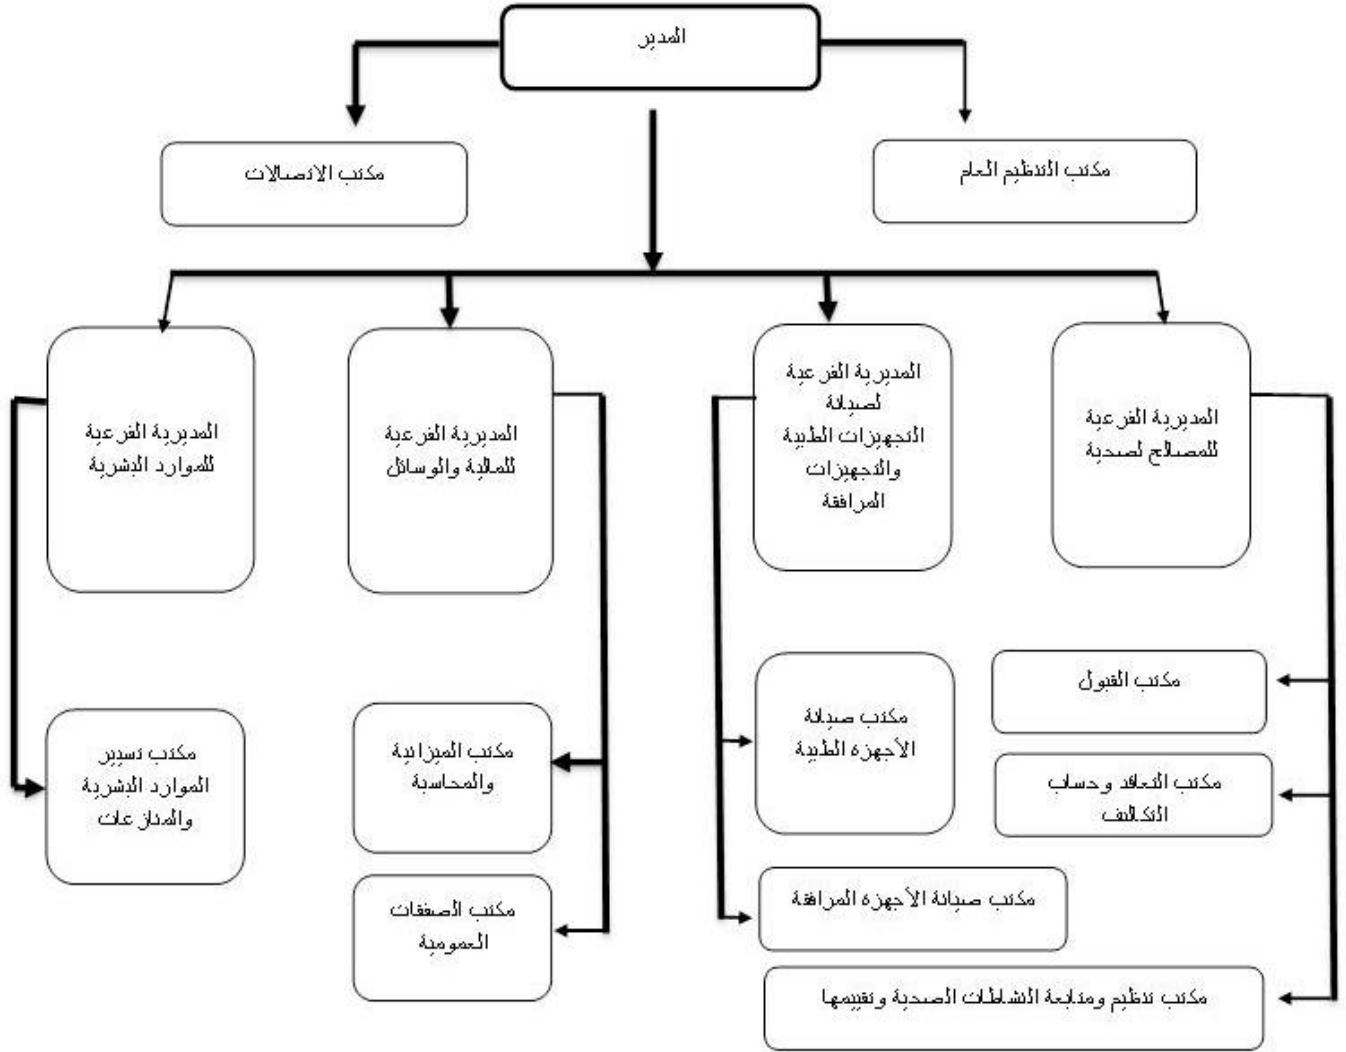 المدير
مكتب التنظيم العام
مكتب الاتصالات
المديرية الفرعية
للمصالح لصحية
المديرية الفرعية
لصيانة
التجهيزات الطبية
والتجهيزات
المرافقة
المديرية الفرعية
للمالية والوسائل
المديرية الفرعية
للموارد البشرية
مكتب القبول
مكتب التعاقد وحساب
التكاليف
مكتب تنظيم ومتابعة النشاطات الصحية وتقييمها
مكتب صيانة
الأجهزة الطبية
مكتب صيانة الأجهزة المرافقة
مكتب الميزانية
والمحاسبة
مكتب الصفقات
العمومية
مكتب تسيير
الموارد البشرية
والمنازعات